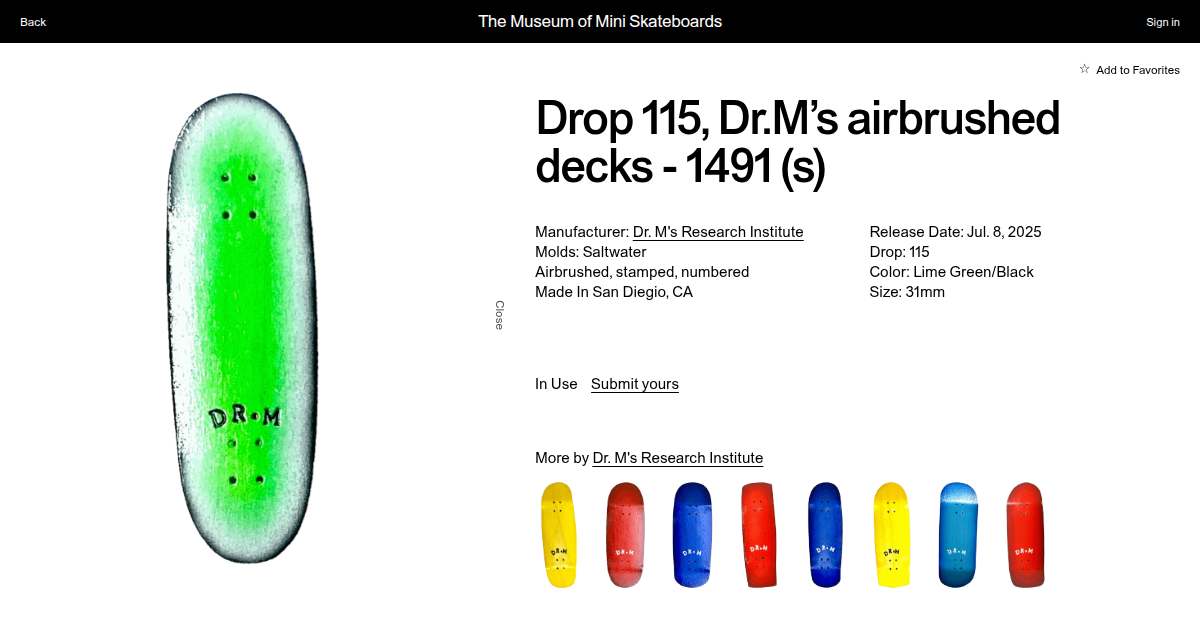 Back
The Museum of Mini Skateboards
Sign in
☆ Add to Favorites
Drop 115, Dr.M’s airbrushed
decks - 1491 (s)
Manufacturer: Dr. M's Research Institute
Molds: Saltwater
Airbrushed, stamped, numbered
Made In San Diegio, CA
Release Date: Jul. 8, 2025
Drop: 115
Color: Lime Green/Black
Size: 31mm
DR•M
Close
In Use
Submit yours
More by Dr. M's Research Institute
DR•M
DR•M
DR•M
DR•M
DR•M
DR•M
DR•M
DR•M